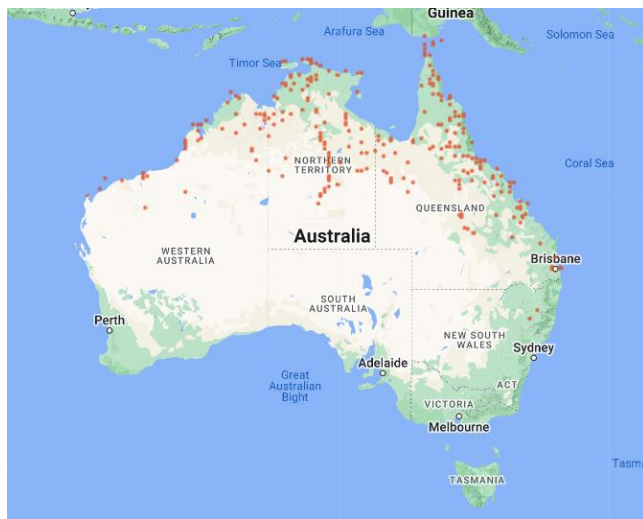 Guinea
Arafura Sea
Solomon Sea
Timor Sea
Coral Sea
NORTHERN
TERRITORY
QUEENSLAND
Australia
WESTERN
AUSTRALIA
Brisbane
SOUTH
AUSTRALIA
Perth
NEW SOUTH
WALES
Sydney
Adelaide
Great
Australian
Bight
ACT
VICTORIA
Melbourne
TASMANIA